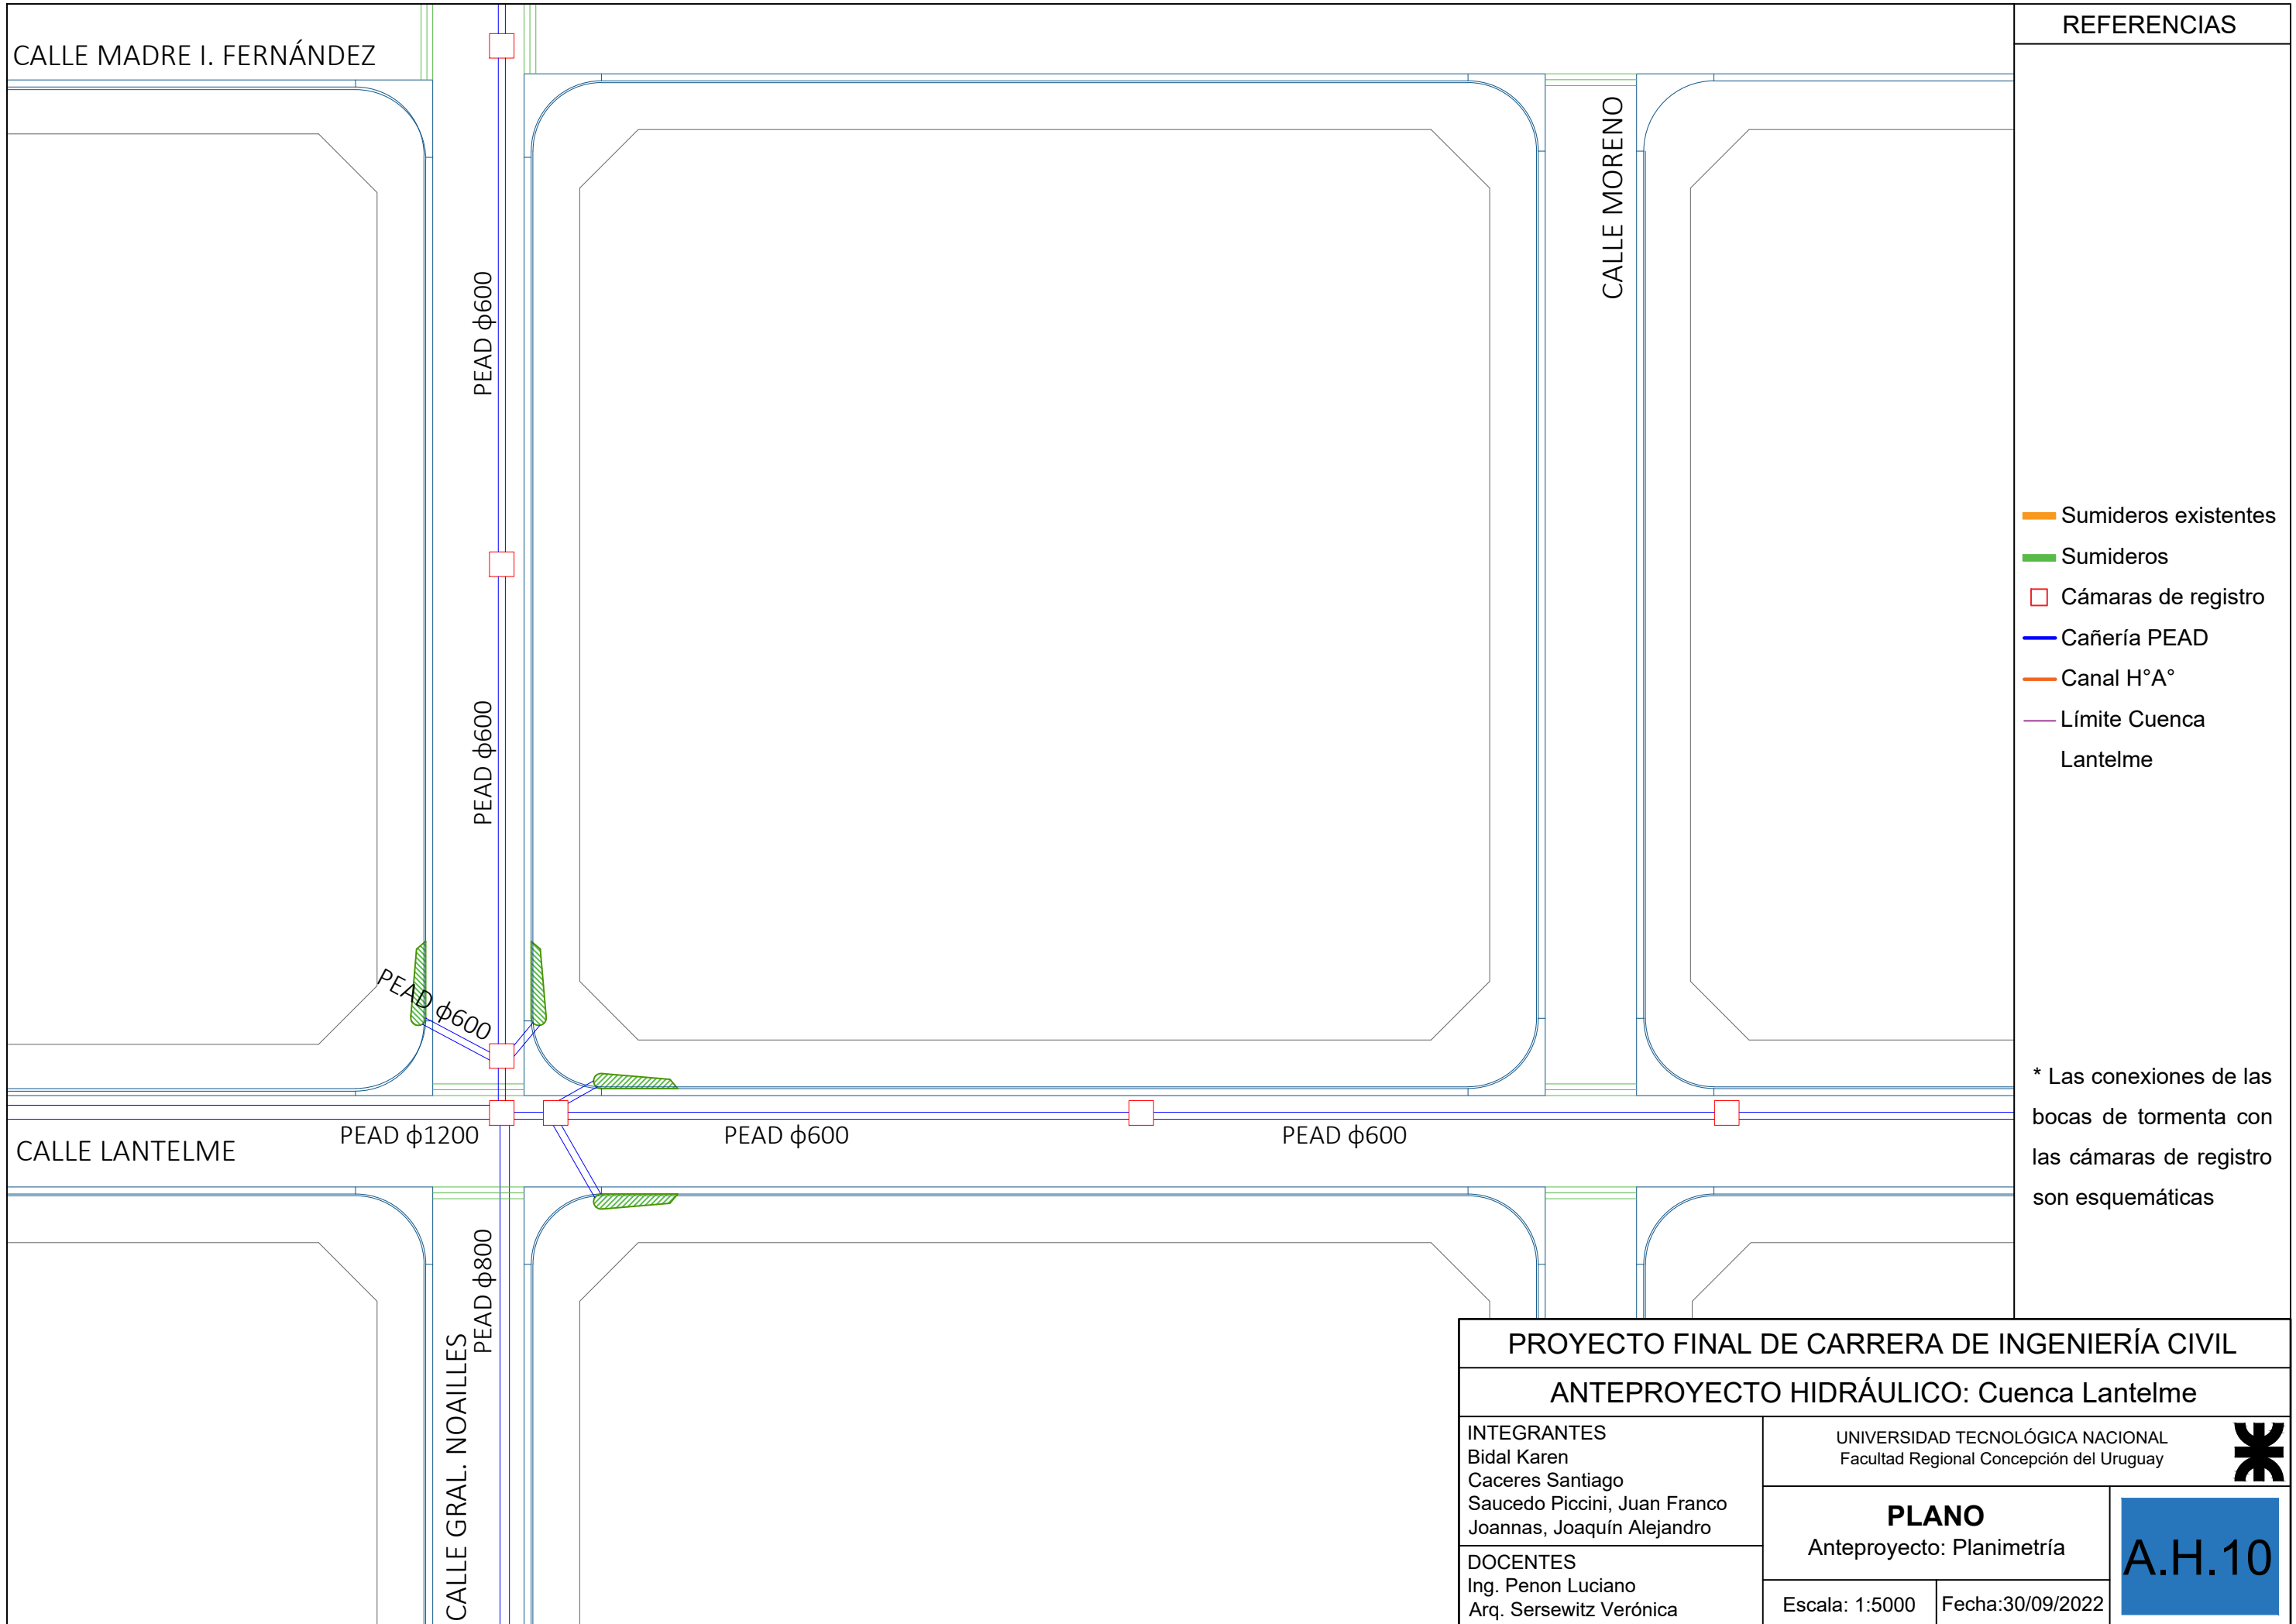 CALLE MADRE I. FERNÁNDEZ
PEAD ϕ600
CALLE MORENO
PEAD ϕ600
PEAD ϕ600
PEAD ϕ1200
PEAD ϕ600
PEAD ϕ600
CALLE LANTELME
PEAD ϕ800
CALLE GRAL. NOAILLES
REFERENCIAS
Sumideros existentes
Sumideros
Cámaras de registro
Cañería PEAD
Canal H°A°
Límite Cuenca
Lantelme
* Las conexiones de las
bocas de tormenta con
las cámaras de registro
son esquemáticas
PROYECTO FINAL DE CARRERA DE INGENIERÍA CIVIL
ANTEPROYECTO HIDRÁULICO: Cuenca Lantelme
INTEGRANTES
Bidal Karen
Caceres Santiago
Saucedo Piccini, Juan Franco
Joannas, Joaquín Alejandro
DOCENTES
Ing. Penon Luciano
Arq. Sersewitz Verónica
UNIVERSIDAD TECNOLÓGICA NACIONAL
Facultad Regional Concepción del Uruguay
PLANO
Anteproyecto: Planimetría
Escala: 1:5000
Fecha:30/09/2022
A.H.10